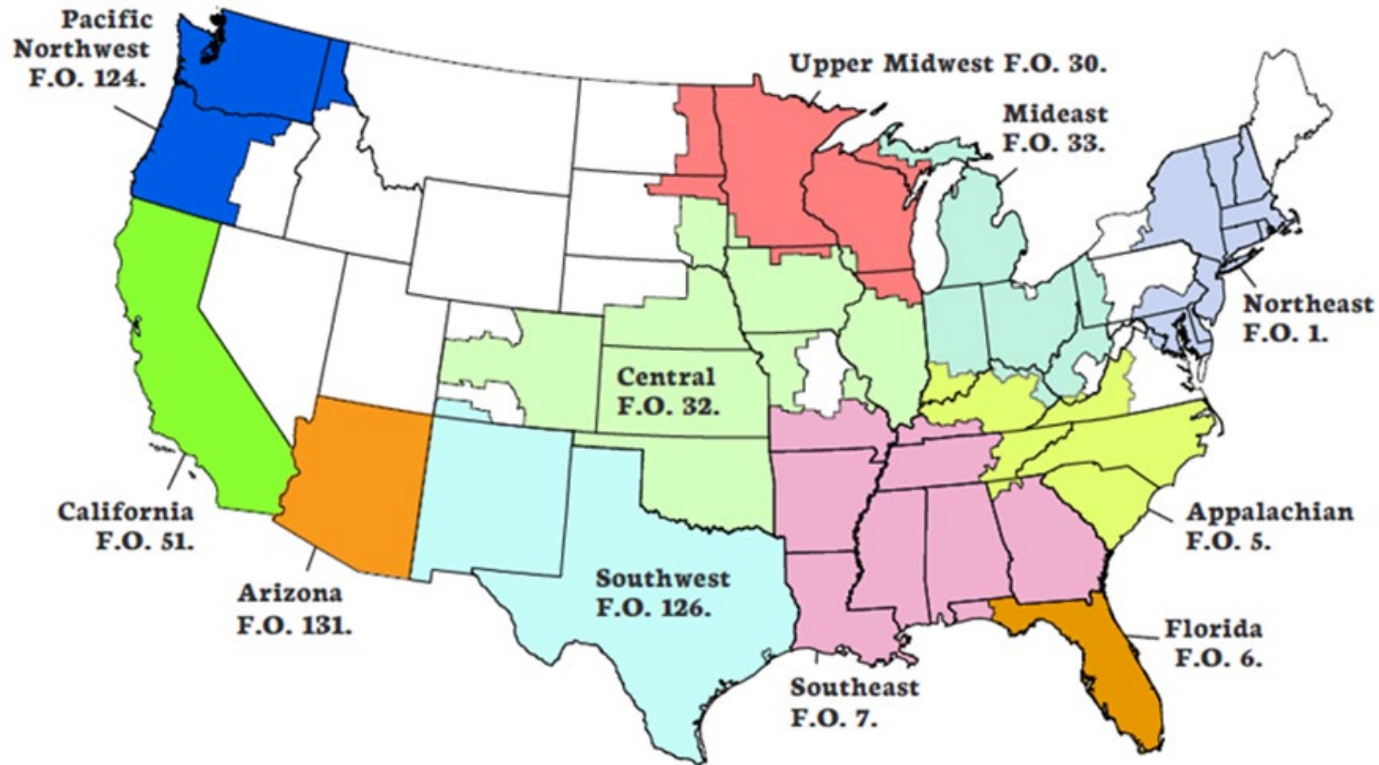 Pacific
Northwest
F.O. 124.
Upper Midwest F.O. 30.
Mideast
F.O. 33.
Northeast
F.O. 1.
Central
F.O. 32.
California
F.O. 51.
Appalachian
F.O. 5.
Arizona
F.O. 131.
Southwest
F.O. 126.
Florida
F.O. 6.
Southeast
F.O. 7.